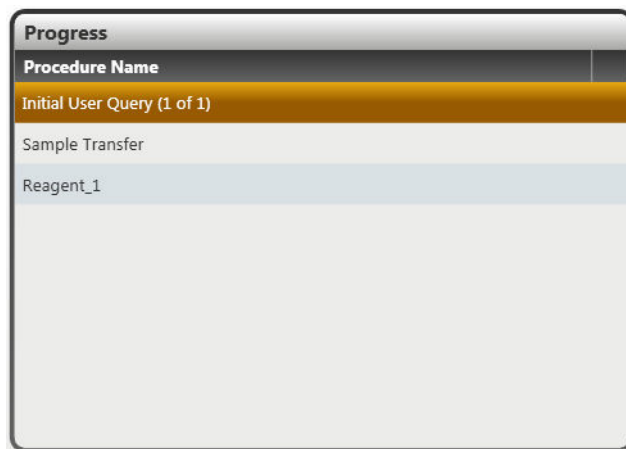 Progress
Procedure Name
Initial User Query (1 of 1)
Sample Transfer
Reagent_1